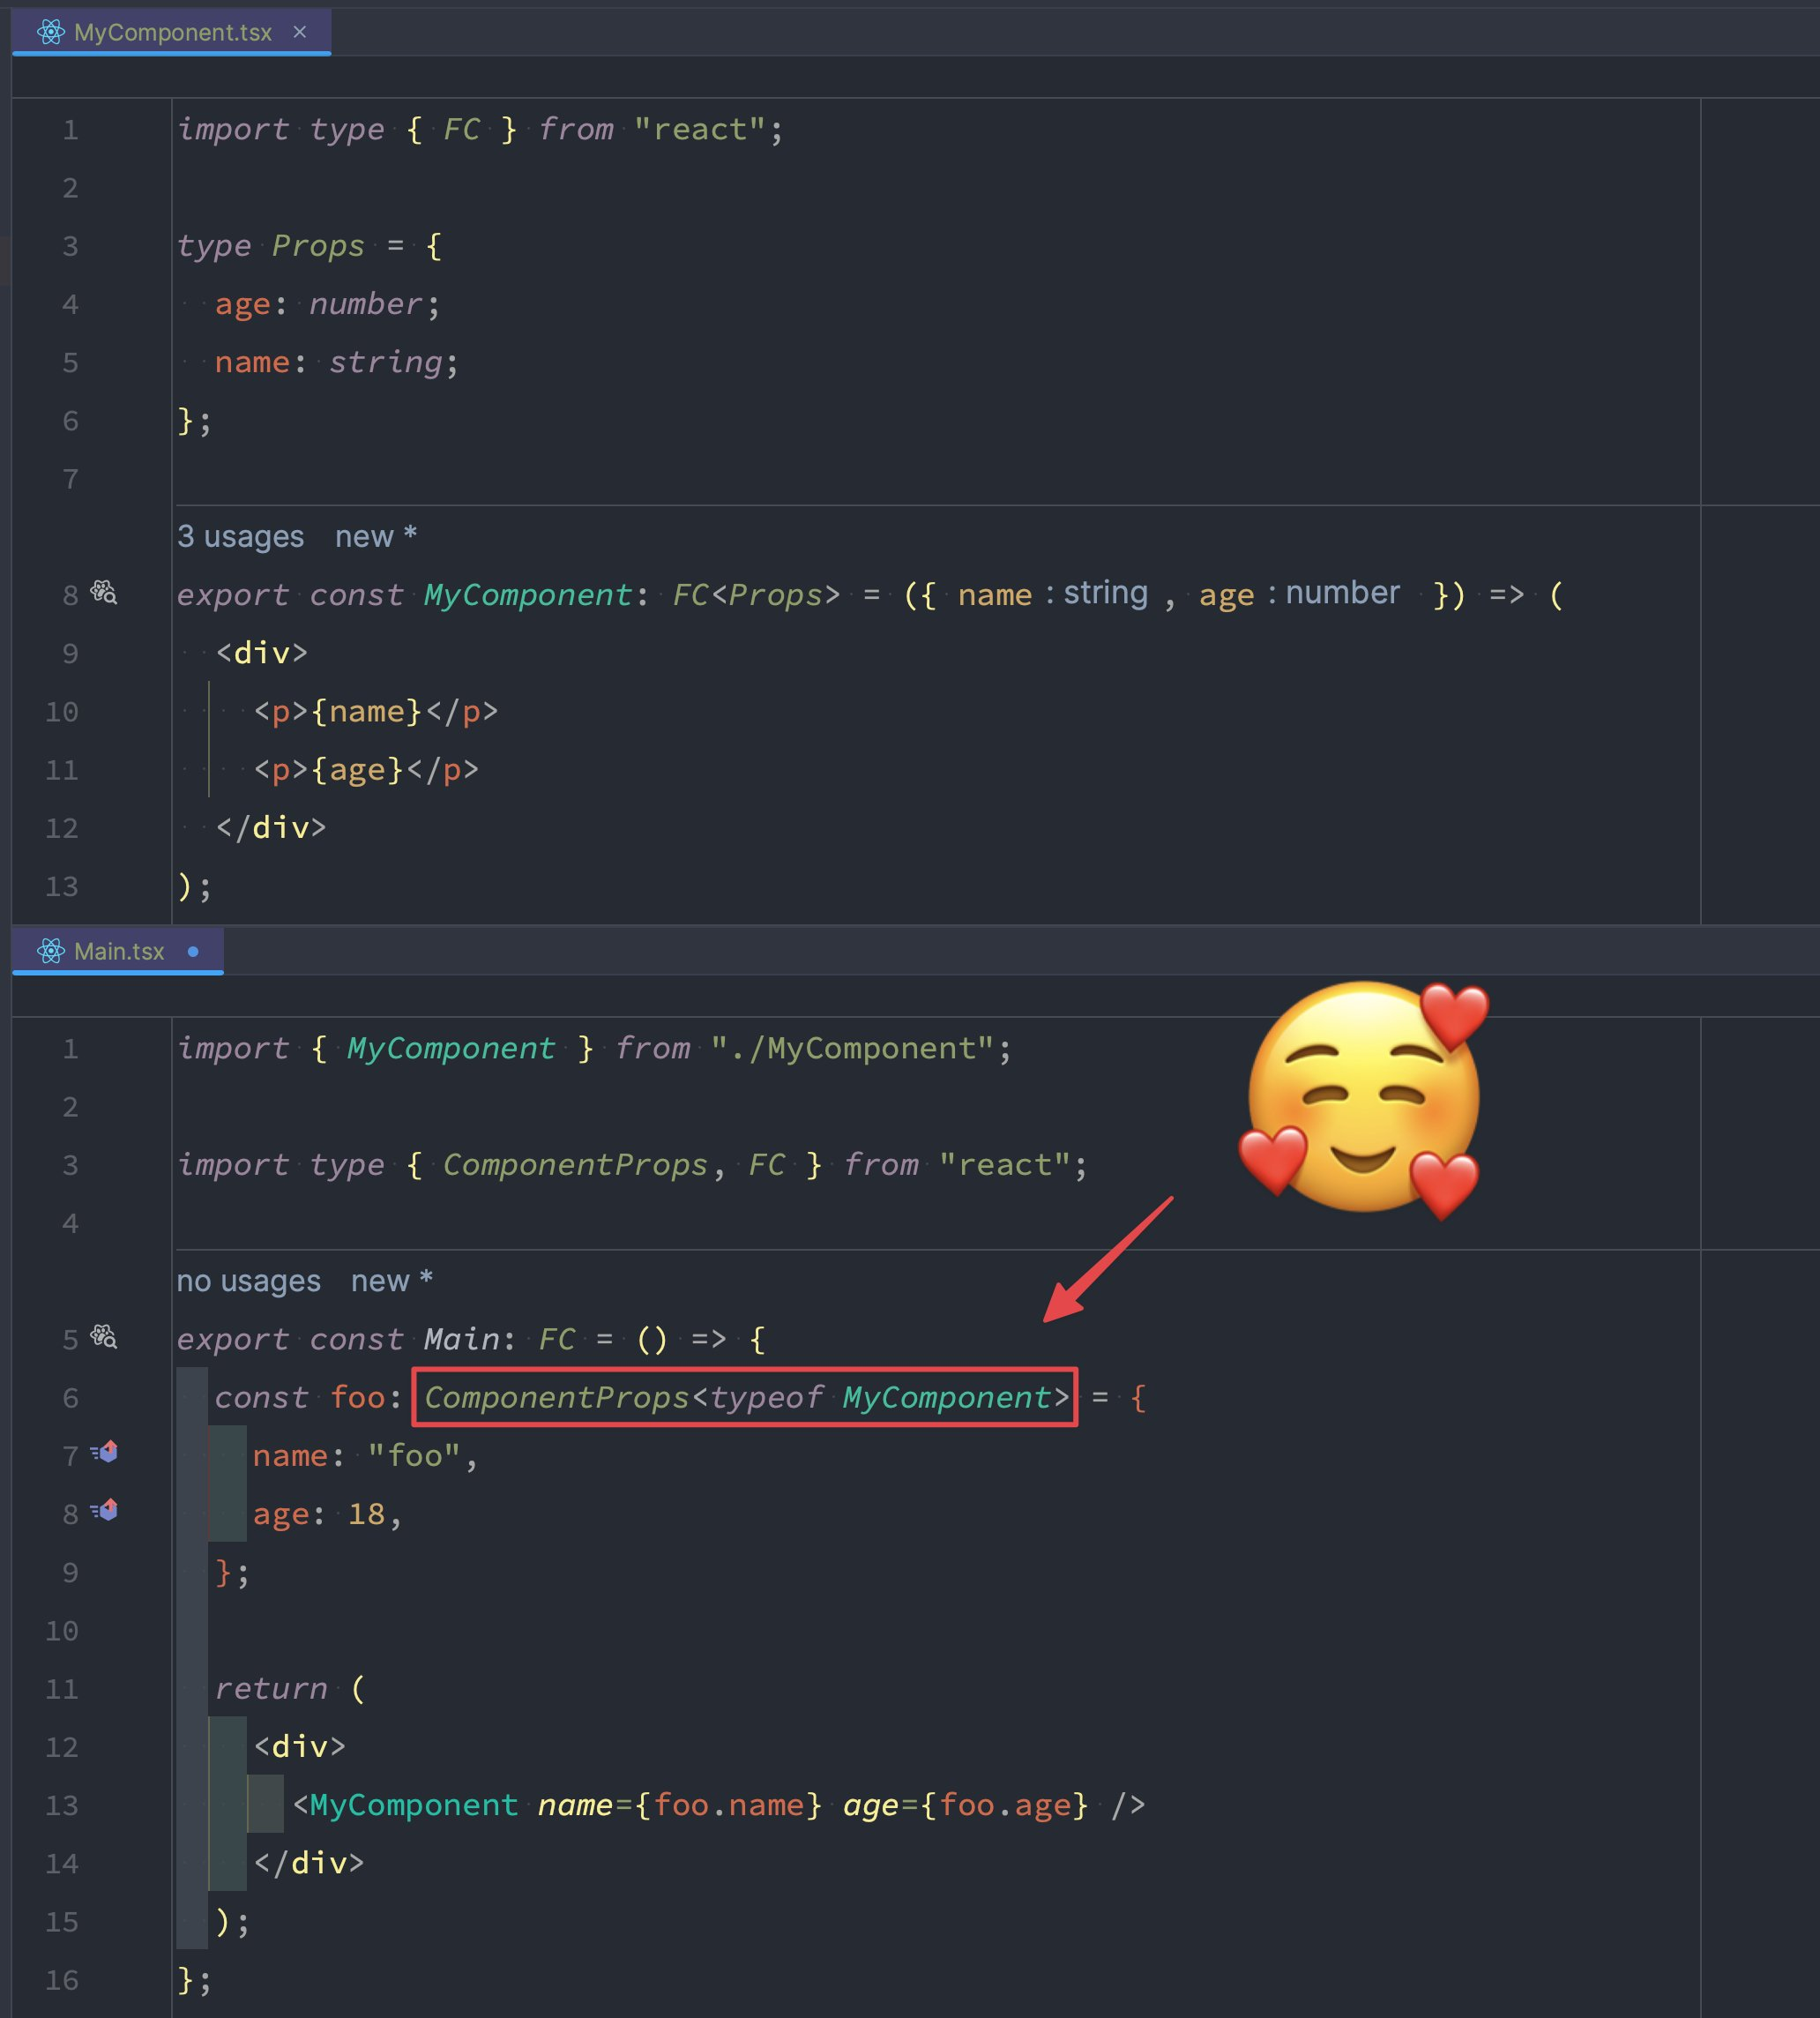 MyComponent.tsx ×
1 import type { FC } from "react";
2
3 type Props = {
4 age: number;
5 name: string;
6 };
7
3 usages new *
8 export const MyComponent: FC<Props> = ({ name : string , age : number }) => (
9 <div>
10 <p>{name}</p>
11 <p>{age}</p>
12 </div>
13 );
Main.tsx
1 import { MyComponent } from "./MyComponent";
2
3 import type { ComponentProps, FC } from "react";
4
no usages new *
5 export const Main: FC = () => {
6 const foo: ComponentProps<typeof MyComponent> = {
7 name: "foo",
8 age: 18,
9 };
10
11 return (
12 <div>
13 <MyComponent name={foo.name} age={foo.age} />
14 </div>
15 );
16 };